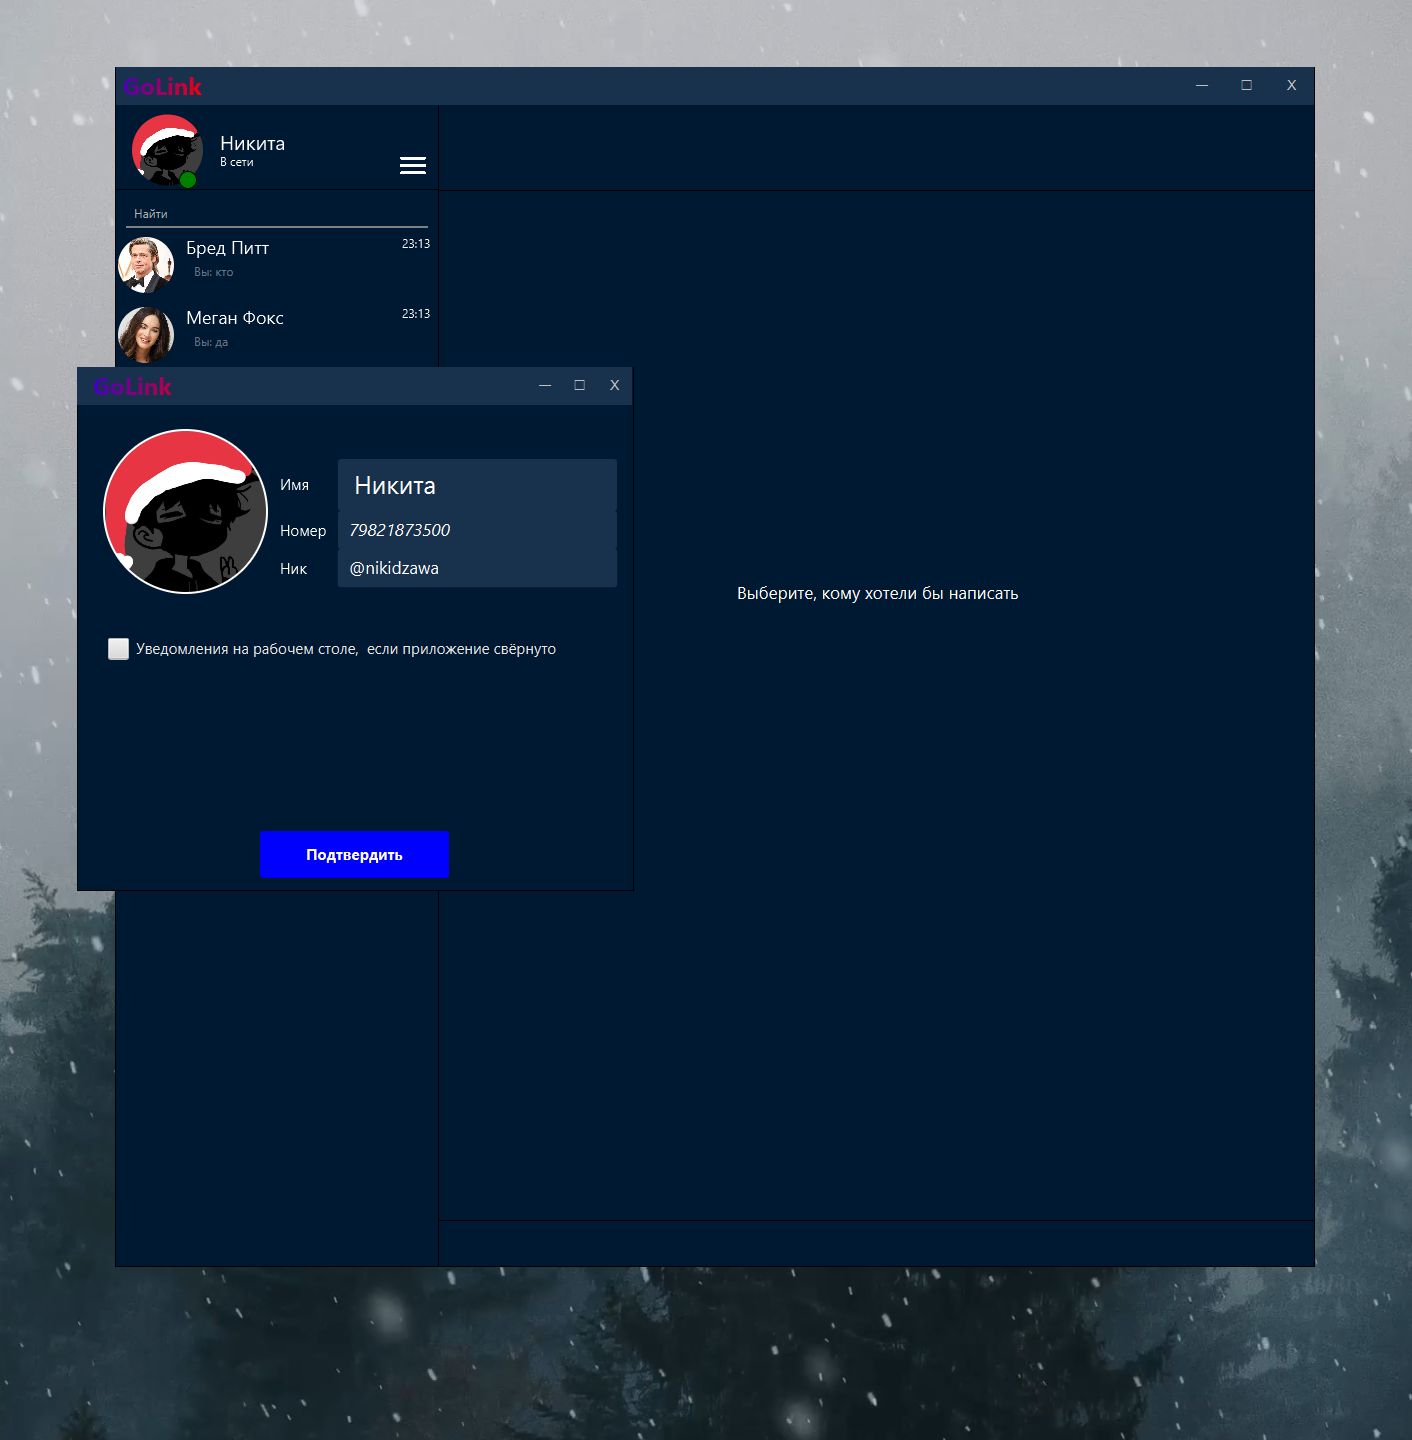 GoLink
— □ X
Никита
В сети
Найти
Бред Питт 23:13
Вы: кто
Меган Фокс 23:13
Вы: да
GoLink
— □ X
Имя Никита
Номер 79821873500
Ник @nikidzawa
Уведомления на рабочем столе, если приложение свёрнуто
Подтвердить
Выберите, кому хотели бы написать